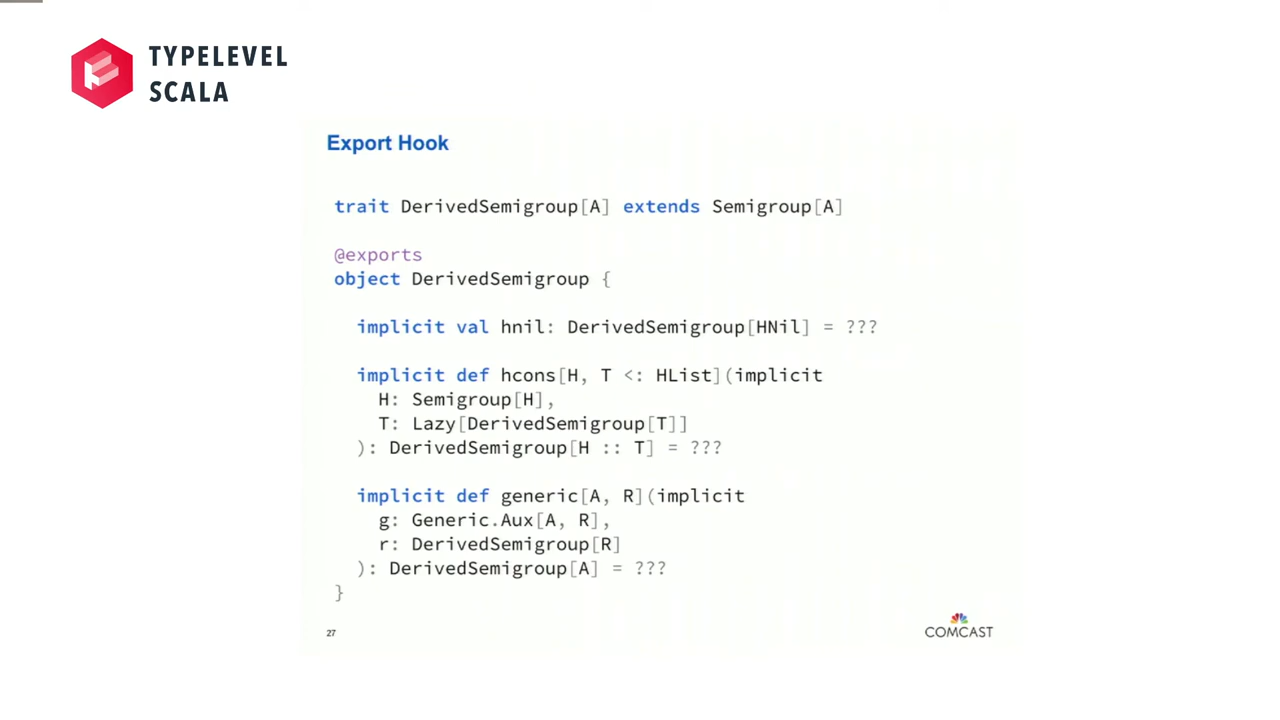 TYPELEVEL
SCALA
Export Hook
trait DerivedSemigroup[A] extends Semigroup[A]
@exports
object DerivedSemigroup {
implicit val hnil: DerivedSemigroup[HNil] = ???
implicit def hcons[H, T <: HList](implicit
H: Semigroup[H],
T: Lazy[DerivedSemigroup[T]]
): DerivedSemigroup[H :: T] = ???
implicit def generic[A, R](implicit
g: Generic.Aux[A, R],
r: DerivedSemigroup[R]
): DerivedSemigroup[A] = ???
}
27
COMCAST